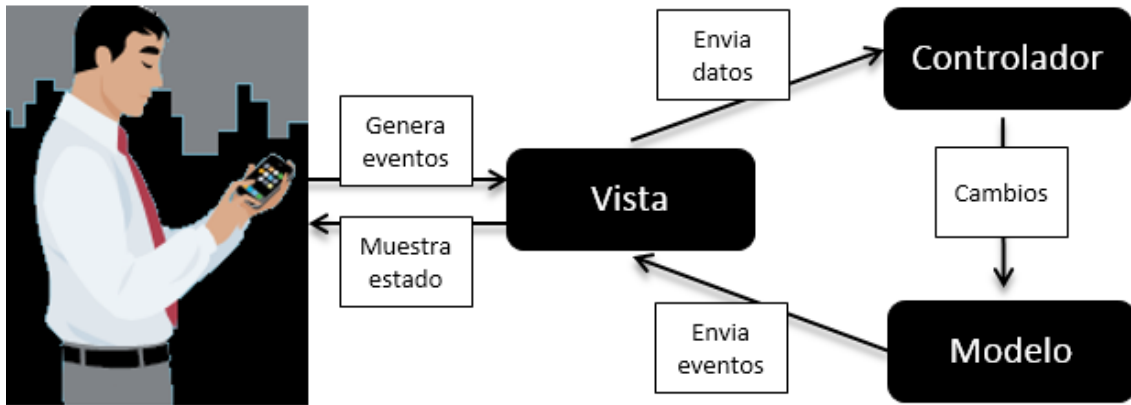 Genera
eventos
Muestra
estado
Vista
Envia
datos
Controlador
Cambios
Modelo
Envia
eventos